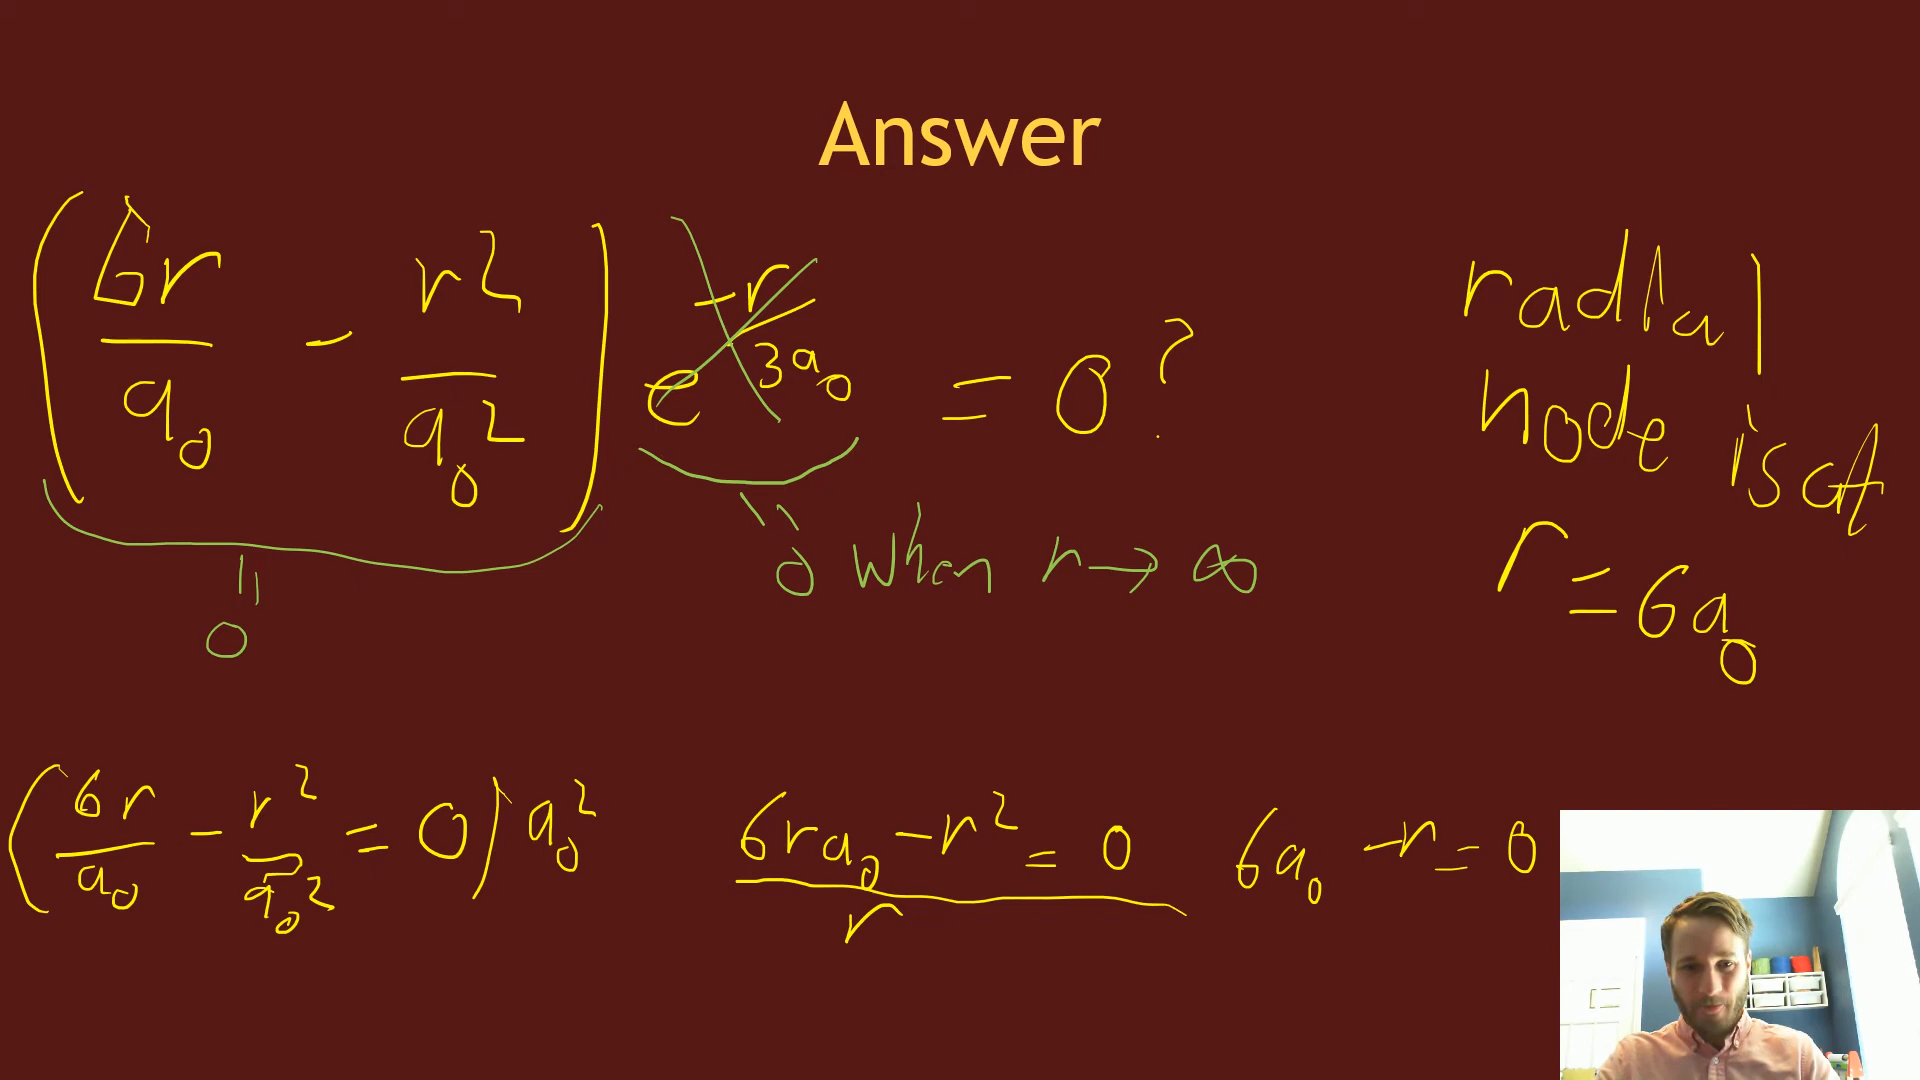 Answer
(6r/a₀ - r²/a₀²) e^(-r/3a₀) = 0?
0
0 when r → ∞
radial
node is at
r = 6a₀
(6r/a₀ - r²/a₀² = 0) a₀²
(6ra₀ - r² = 0)/r
6a₀ - r = 0